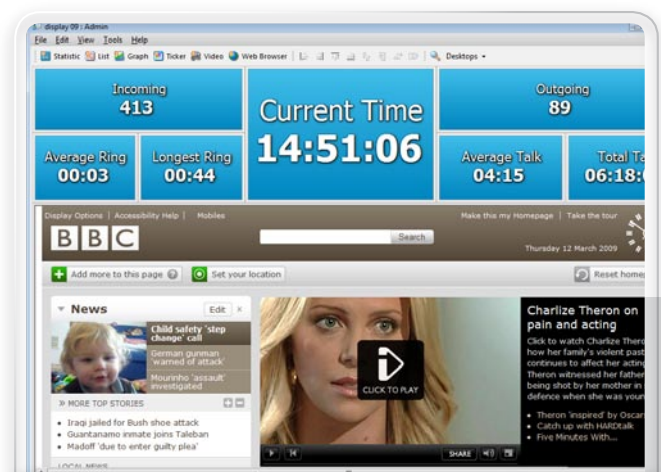 display 09 : Admin
File Edit View Tools Help
Statistic List Graph Ticker Video Web Browser Desktops
Incoming
413
Current Time
14:51:06
Outgoing
89
Average Ring
00:03
Longest Ring
00:44
Average Talk
04:15
Total Ta
06:18:
Display Options | Accessibility Help | Mobiles
Make this my Homepage | Take the tour
BBC
Search
Thursday 12 March 2009
Add more to this page
Set your location
Reset home
News
Edit
Child safety 'step
change' call
German gunman
'warned of attack'
Mourinho 'assault'
investigated
» MORE TOP STORIES
• Iraqi jailed for Bush shoe attack
• Guantanamo inmate joins Taleban
• Madoff 'due to enter guilty plea'
LOCAL NEWS
CLICK TO PLAY
SHARE
Charlize Theron on
pain and acting
Click to watch Charlize Thero
how her family's violent past
continues to affect her acting
Theron witnessed her father
being shot by her mother in
defence when she was youn
• Theron 'inspired' by Oscar
• Catch up with HARDtalk
• Five Minutes With...